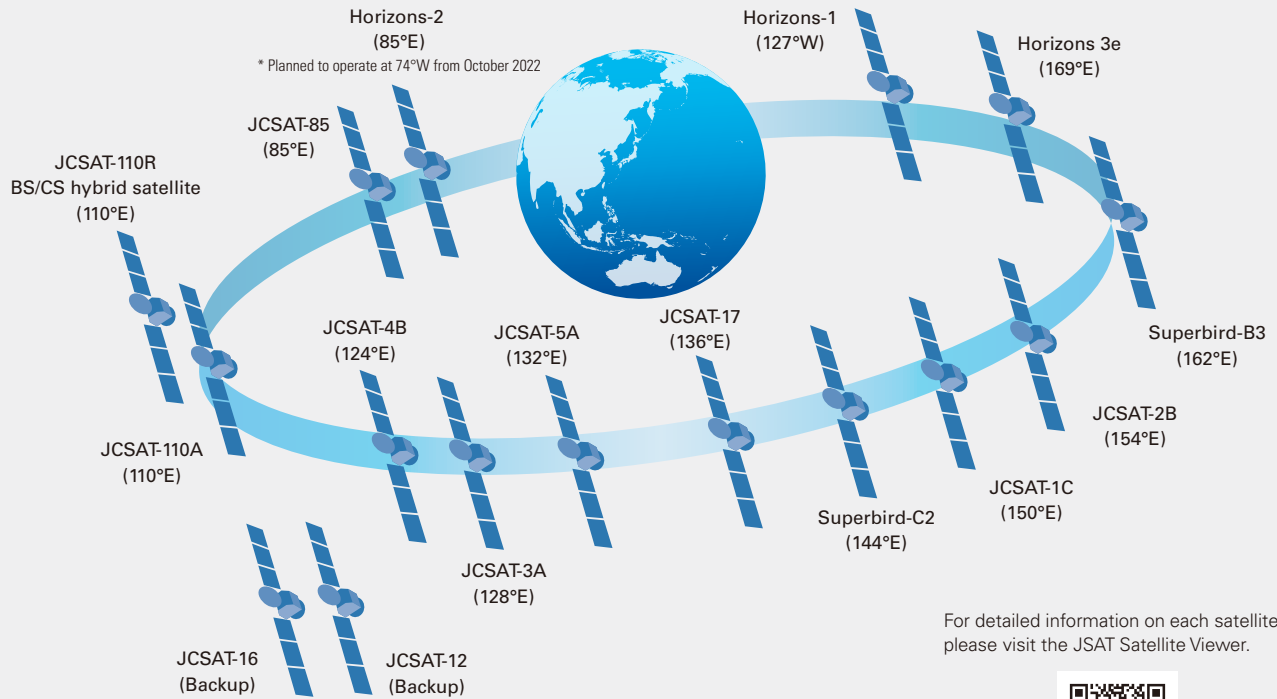 Horizons-2
(85°E)
* Planned to operate at 74°W from October 2022
Horizons-1
(127°W)
Horizons 3e
(169°E)
JCSAT-85
(85°E)
JCSAT-110R
BS/CS hybrid satellite
(110°E)
JCSAT-4B
(124°E)
JCSAT-5A
(132°E)
JCSAT-17
(136°E)
Superbird-B3
(162°E)
JCSAT-110A
(110°E)
JCSAT-2B
(154°E)
JCSAT-1C
(150°E)
Superbird-C2
(144°E)
JCSAT-3A
(128°E)
JCSAT-16
(Backup)
JCSAT-12
(Backup)
For detailed information on each satellite
please visit the JSAT Satellite Viewer.